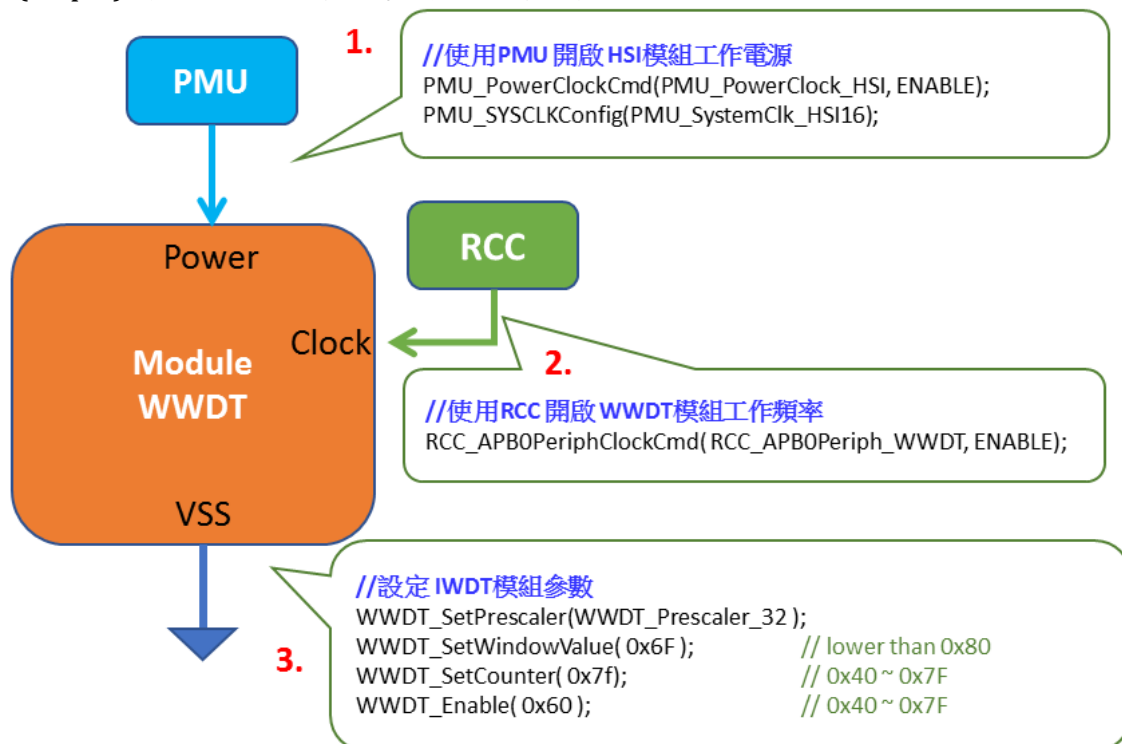 PMU
1.
//使用PMU 開啟 HSI模組工作電源
PMU_PowerClockCmd(PMU_PowerClock_HSI, ENABLE);
PMU_SYSCLKConfig(PMU_SystemClk_HSI16);
Power
RCC
Clock
Module
WWDT
2.
//使用RCC 開啟 WWDT模組工作頻率
RCC_APB0PeriphClockCmd( RCC_APB0Periph_WWDT, ENABLE);
VSS
3.
//設定 IWDT模組參數
WWDT_SetPrescaler(WWDT_Prescaler_32 );
WWDT_SetWindowValue( 0x6F ); // lower than 0x80
WWDT_SetCounter( 0x7f); // 0x40 ~ 0x7F
WWDT_Enable( 0x60 ); // 0x40 ~ 0x7F